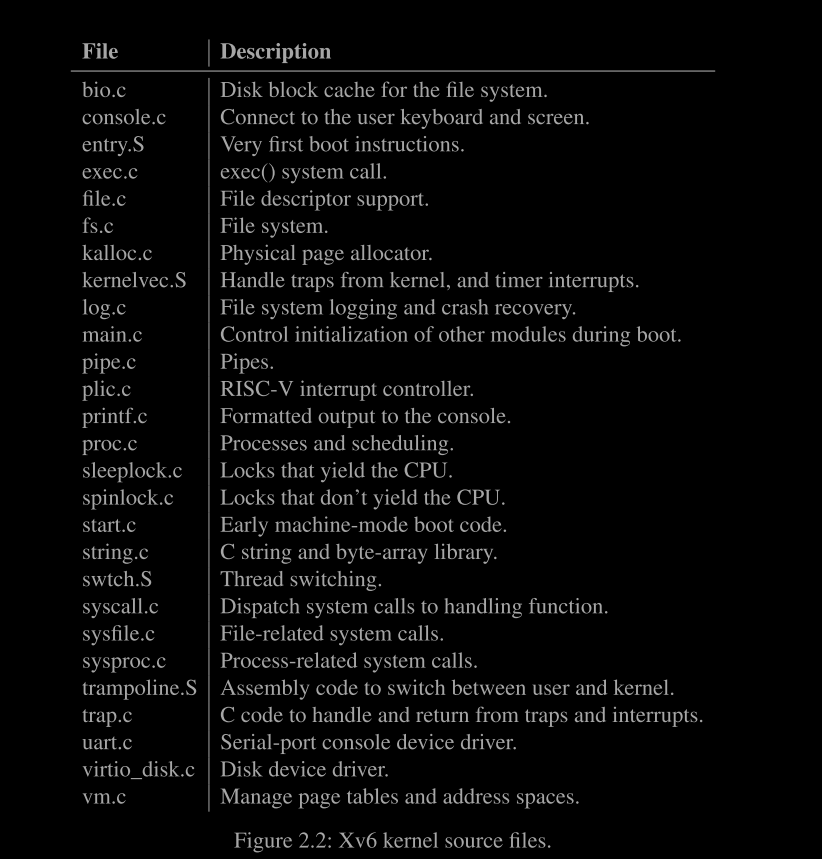 File Description
bio.c Disk block cache for the file system.
console.c Connect to the user keyboard and screen.
entry.S Very first boot instructions.
exec.c exec() system call.
file.c File descriptor support.
fs.c File system.
kalloc.c Physical page allocator.
kernelvec.S Handle traps from kernel, and timer interrupts.
log.c File system logging and crash recovery.
main.c Control initialization of other modules during boot.
pipe.c Pipes.
plic.c RISC-V interrupt controller.
printf.c Formatted output to the console.
proc.c Processes and scheduling.
sleeplock.c Locks that yield the CPU.
spinlock.c Locks that don’t yield the CPU.
start.c Early machine-mode boot code.
string.c C string and byte-array library.
swtch.S Thread switching.
syscall.c Dispatch system calls to handling function.
sysfile.c File-related system calls.
sysproc.c Process-related system calls.
trampoline.S Assembly code to switch between user and kernel.
trap.c C code to handle and return from traps and interrupts.
uart.c Serial-port console device driver.
virtio_disk.c Disk device driver.
vm.c Manage page tables and address spaces.
Figure 2.2: Xv6 kernel source files.